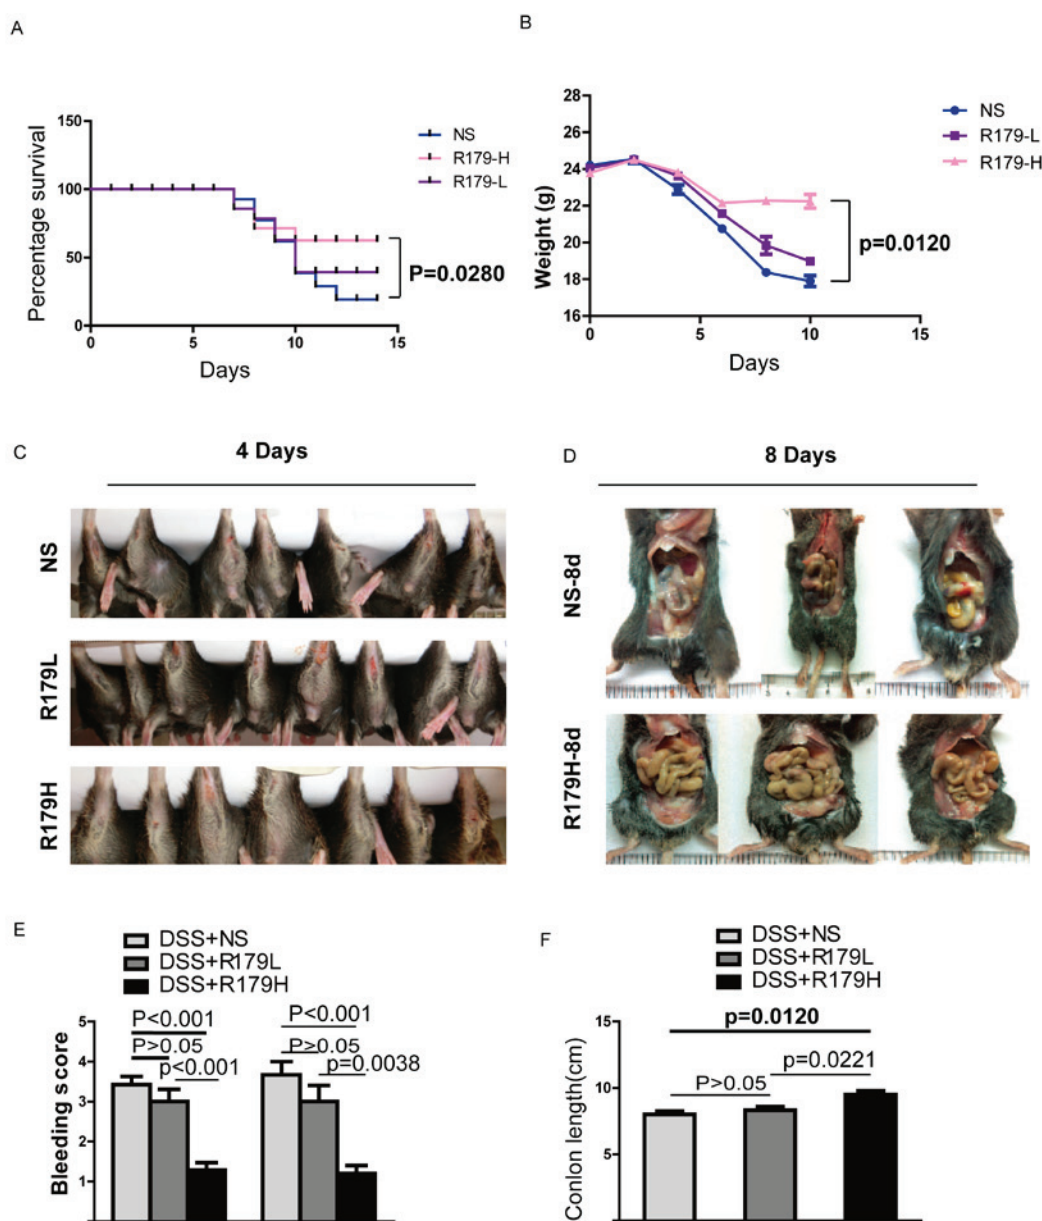 A
150
100
50
0
0
5
10
15
Percentage survival
Days
NS
R179-H
R179-L
P=0.0280
B
28
26
24
22
20
18
16
0
5
10
15
Weight (g)
Days
NS
R179-L
R179-H
p=0.0120
C
4 Days
NS
R179L
R179H
D
8 Days
NS-8d
R179H-8d
E
DSS+NS
DSS+R179L
DSS+R179H
5
4
3
2
1
Bleeding s core
P<0.001
P>0.05
p<0.001
P<0.001
P>0.05
p=0.0038
F
DSS+NS
DSS+R179L
DSS+R179H
15
10
5
0
Conlon length(cm)
p=0.0120
p=0.0221
P>0.05